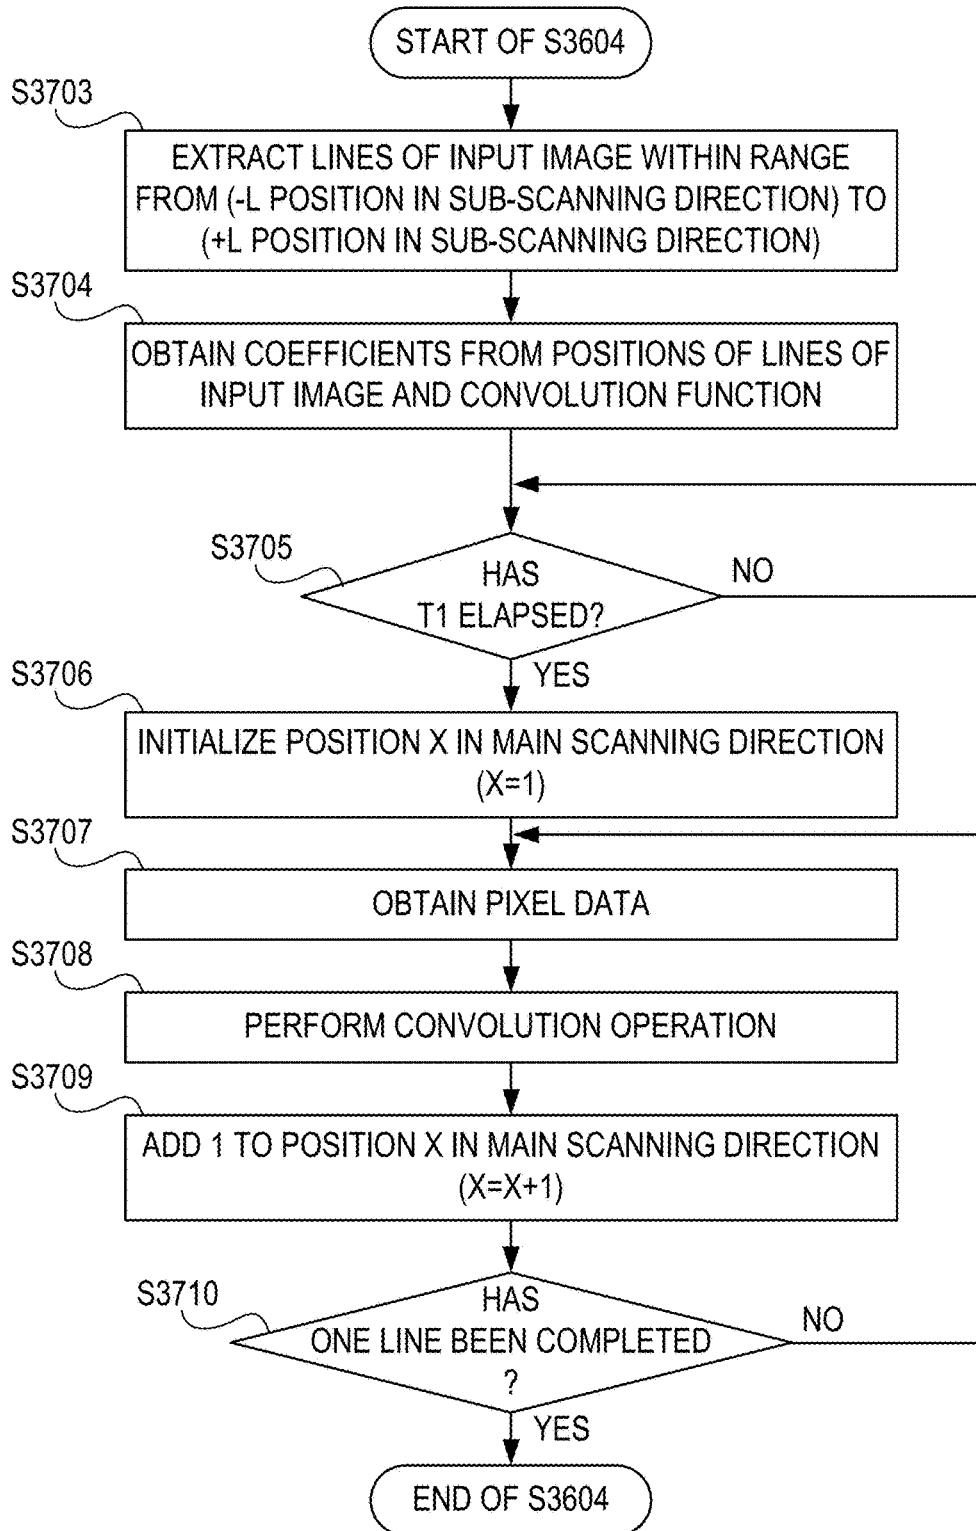 START OF S3604
S3703
EXTRACT LINES OF INPUT IMAGE WITHIN RANGE
FROM (-L POSITION IN SUB-SCANNING DIRECTION) TO
(+L POSITION IN SUB-SCANNING DIRECTION)
S3704
OBTAIN COEFFICIENTS FROM POSITIONS OF LINES OF
INPUT IMAGE AND CONVOLUTION FUNCTION
S3705
HAS
T1 ELAPSED?
NO
YES
S3706
INITIALIZE POSITION X IN MAIN SCANNING DIRECTION
(X=1)
S3707
OBTAIN PIXEL DATA
S3708
PERFORM CONVOLUTION OPERATION
S3709
ADD 1 TO POSITION X IN MAIN SCANNING DIRECTION
(X=X+1)
S3710
HAS
ONE LINE BEEN COMPLETED
?
NO
YES
END OF S3604